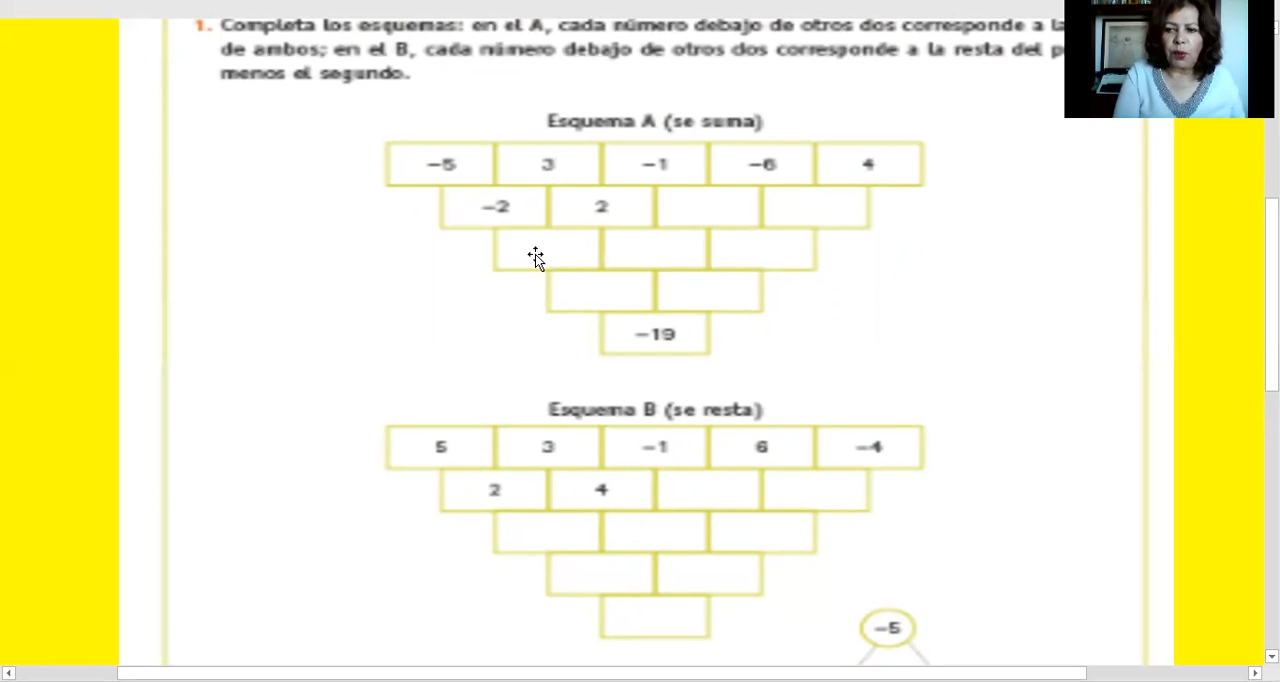 1. Completa los esquemas: en el A, cada número debajo de otros dos corresponde a la
de ambos; en el B, cada número debajo de otros dos corresponde a la resta del p
menos el segundo.
Esquema A (se suma)
−5 3 −1 −6 4
−2 2
−19
Esquema B (se resta)
5 3 −1 6 −4
2 4
−5